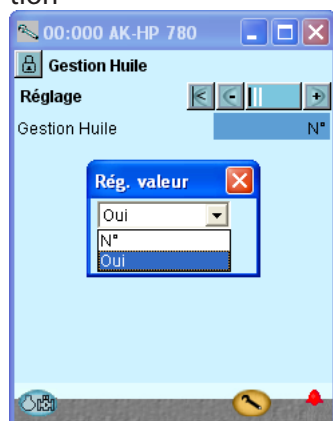 tion
00:000 AK-HP 780
Gestion Huile
Réglage
Gestion Huile N°
Rég. valeur
Oui
N°
Oui